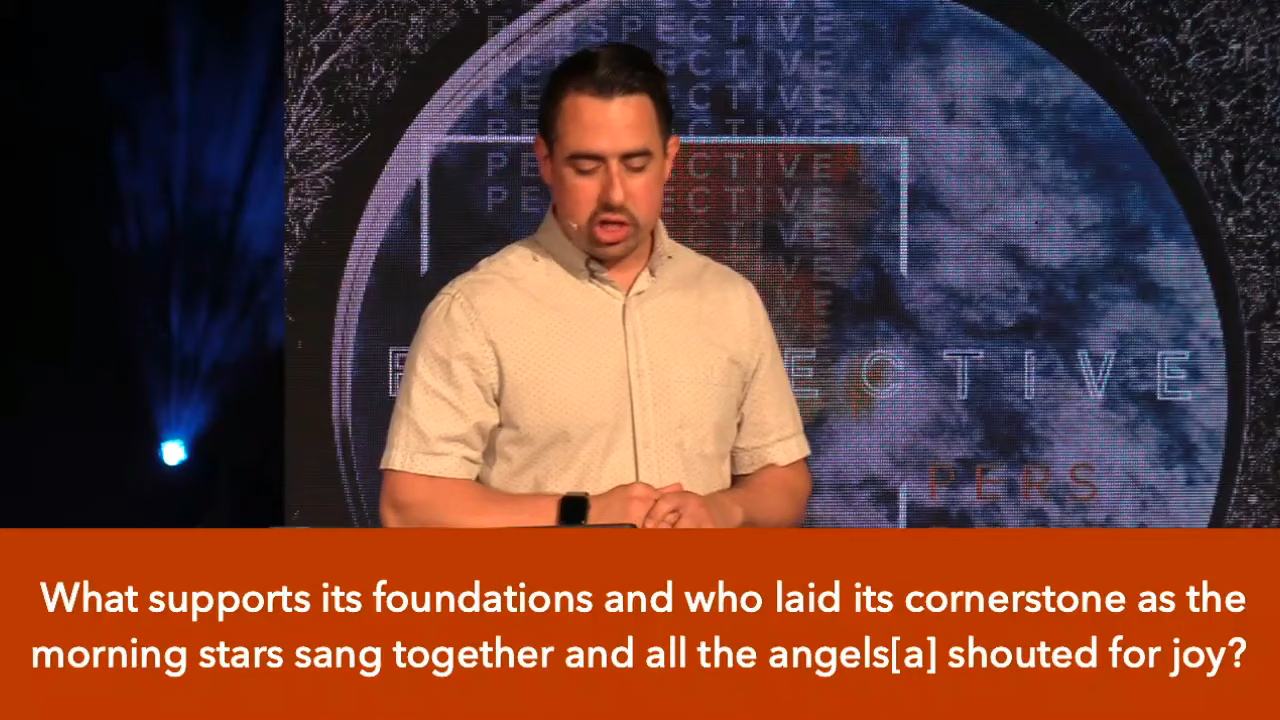 PERSPECTIVE
PERS
What supports its foundations and who laid its cornerstone as the
morning stars sang together and all the angels[a] shouted for joy?